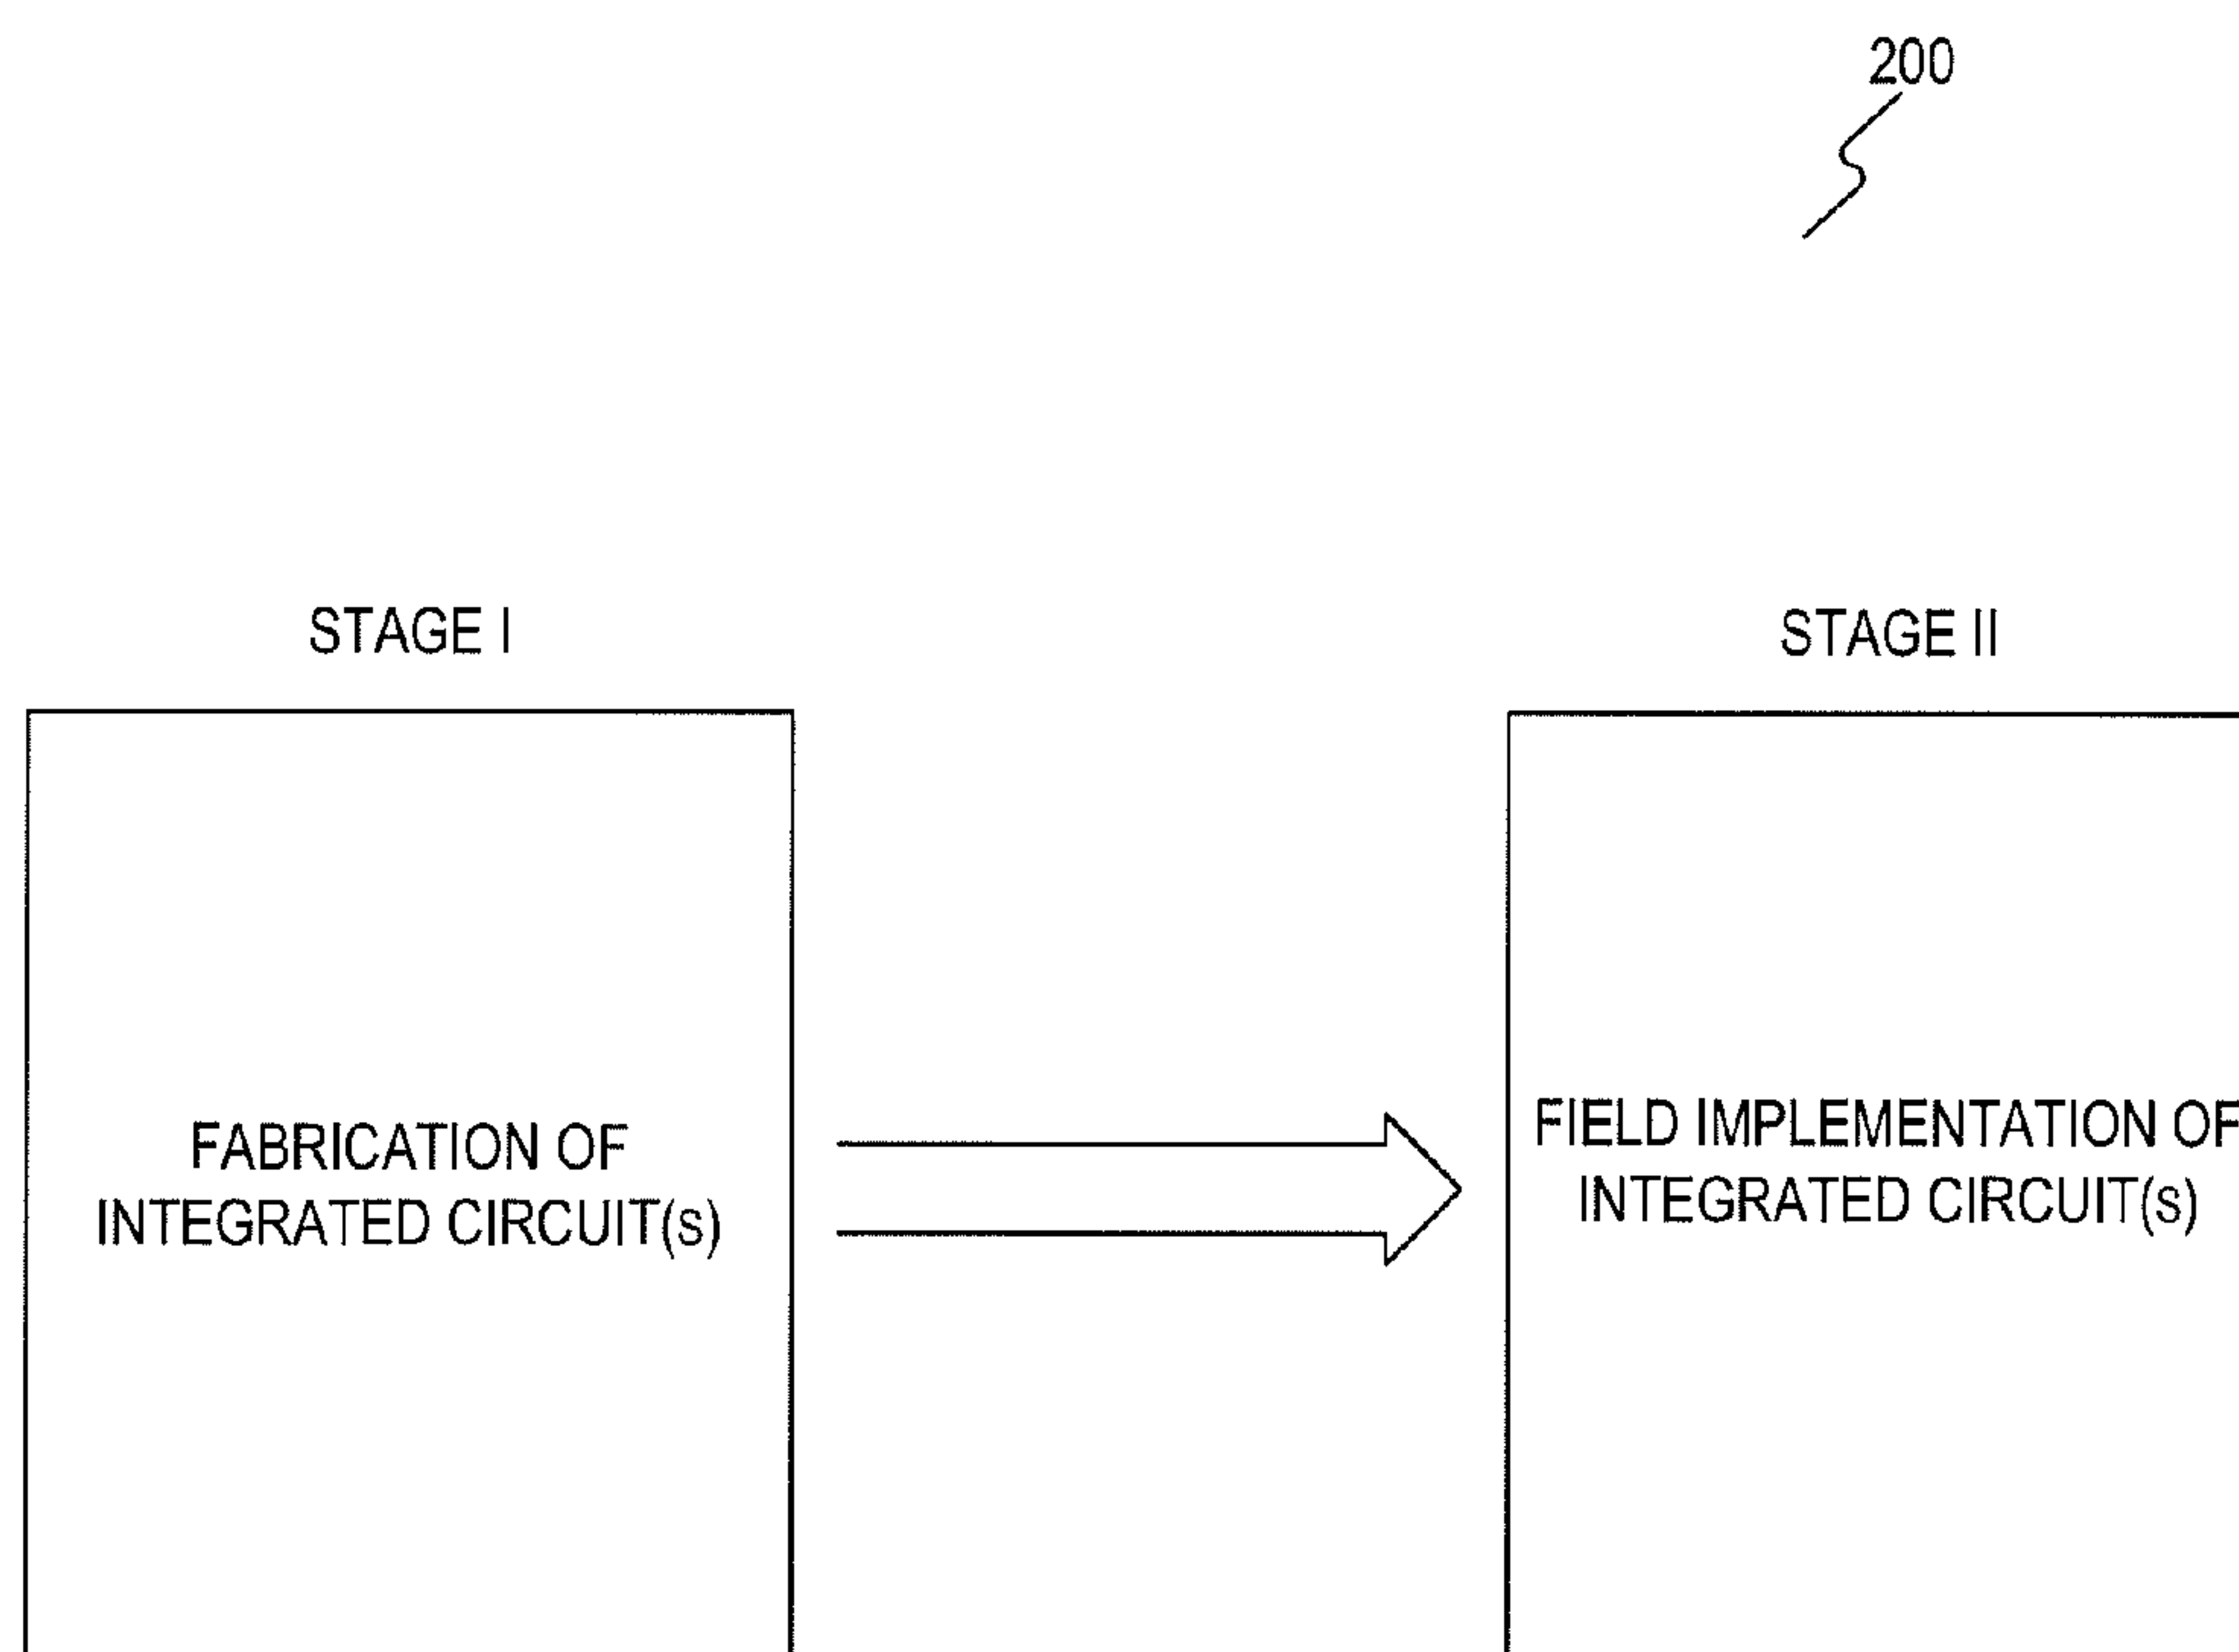 200
STAGE I
STAGE II
FABRICATION OF
INTEGRATED CIRCUIT(s)
FIELD IMPLEMENTATION OF
INTEGRATED CIRCUIT(s)